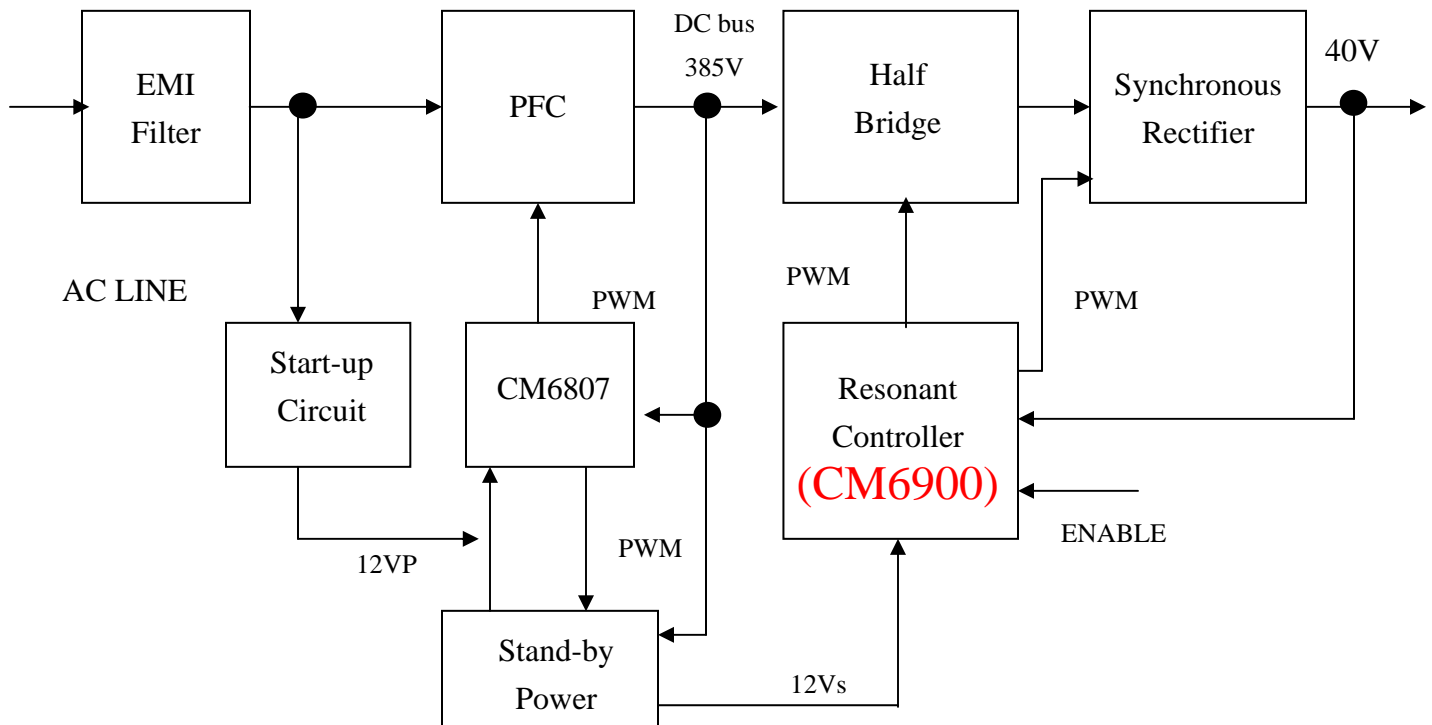 DC bus
385V
40V
EMI
Filter
PFC
Half
Bridge
Synchronous
Rectifier
AC LINE
PWM
PWM
PWM
Start-up
Circuit
CM6807
Resonant
Controller
(CM6900)
12VP
PWM
ENABLE
Stand-by
Power
12Vs